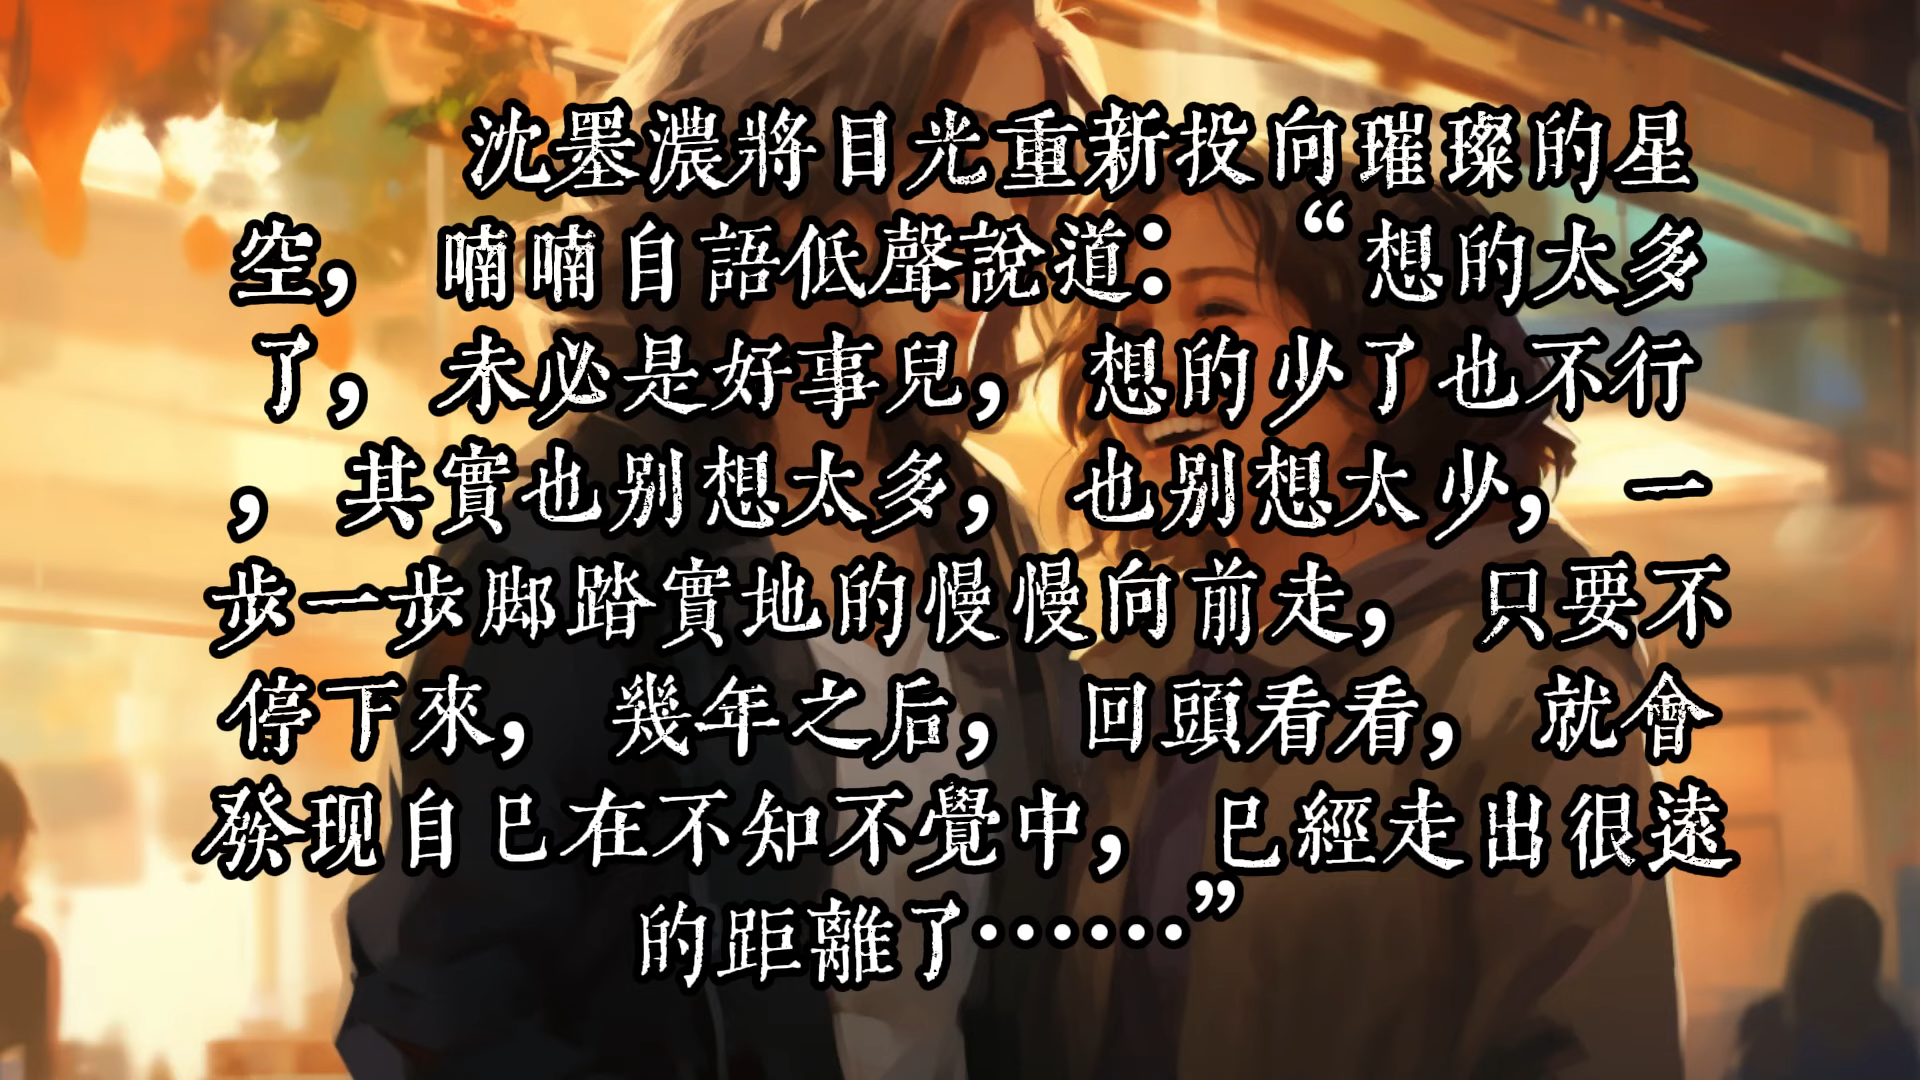 沈墨濃將目光重新投向璀璨的星
空，喃喃自語低聲說道：“想的太多
了，未必是好事兒，想的少了也不行
，其實也別想太多，也別想太少，一
步一步腳踏實地的慢慢向前走，只要不
停下來，幾年之后，回頭看看，就會
發现自已在不知不覺中，已經走出很遠
的距離了……”